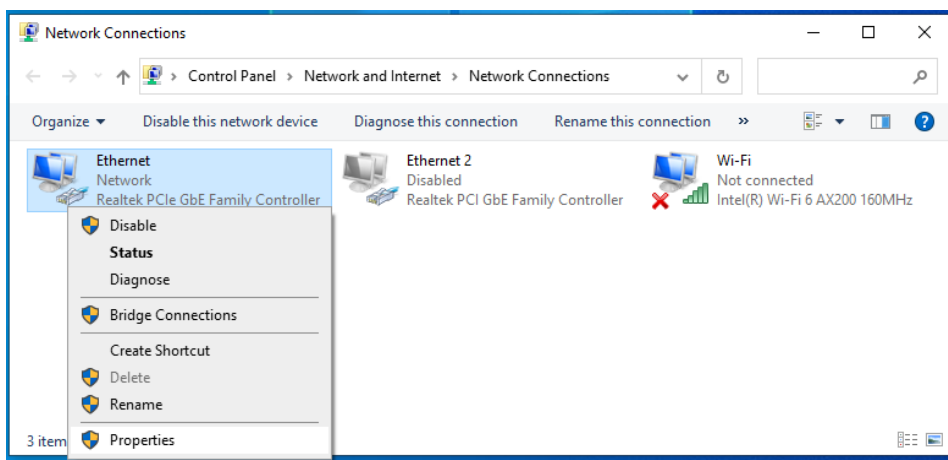 Network Connections
Control Panel > Network and Internet > Network Connections
Organize Disable this network device Diagnose this connection Rename this connection »
Ethernet
Network
Realtek PCIe GbE Family Controller
Ethernet 2
Disabled
Realtek PCI GbE Family Controller
Wi-Fi
Not connected
Intel(R) Wi-Fi 6 AX200 160MHz
Disable
Status
Diagnose
Bridge Connections
Create Shortcut
Delete
Rename
Properties
3 item